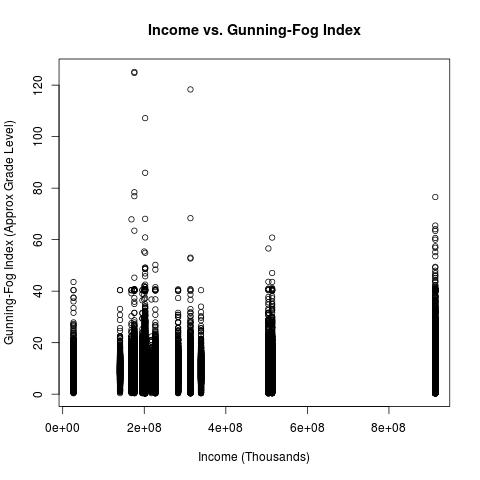 Income vs. Gunning-Fog Index
Gunning-Fog Index (Approx Grade Level)
120
100
80
60
40
20
0
0e+00 2e+08 4e+08 6e+08 8e+08
Income (Thousands)